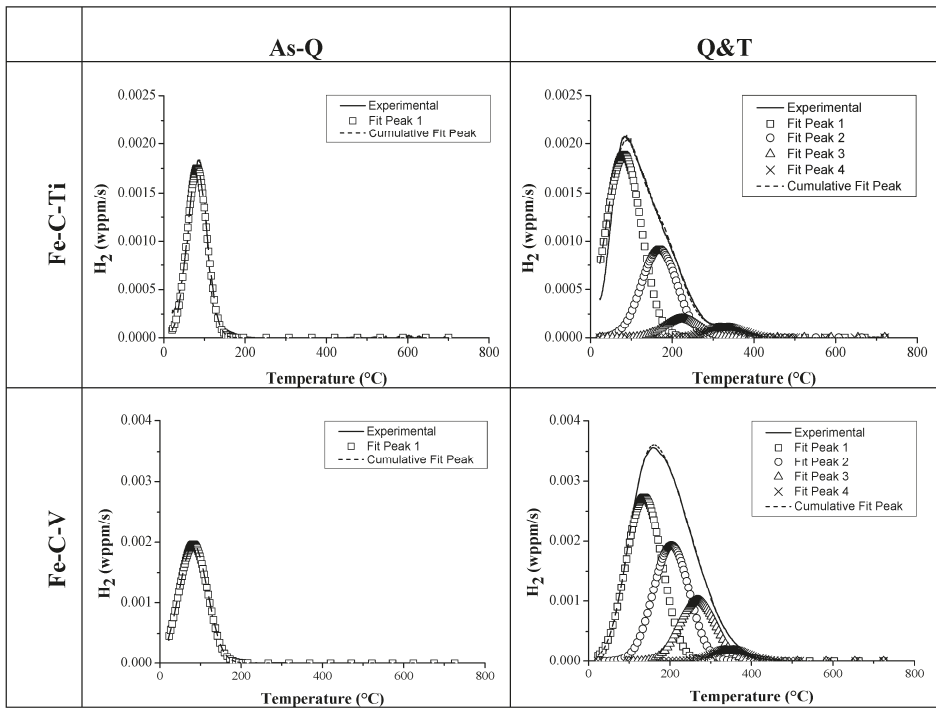 As-Q
Q&T
Fe-C-Ti
0.0025
0.0020
0.0015
0.0010
0.0005
0.0000
H2 (wppm/s)
Experimental
Fit Peak 1
Cumulative Fit Peak
0 200 400 600 800
Temperature (°C)
0.0025
0.0020
0.0015
0.0010
0.0005
0.0000
H2 (wppm/s)
Experimental
Fit Peak 1
Fit Peak 2
Fit Peak 3
Fit Peak 4
Cumulative Fit Peak
0 200 400 600 800
Temperature (°C)
Fe-C-V
0.004
0.003
0.002
0.001
0.000
H2 (wppm/s)
Experimental
Fit Peak 1
Cumulative Fit Peak
0 200 400 600 800
Temperature (°C)
0.004
0.003
0.002
0.001
0.000
H2 (wppm/s)
Experimental
Fit Peak 1
Fit Peak 2
Fit Peak 3
Fit Peak 4
Cumulative Fit Peak
0 100 200 300 400 500 600 700 800
Temperature (°C)